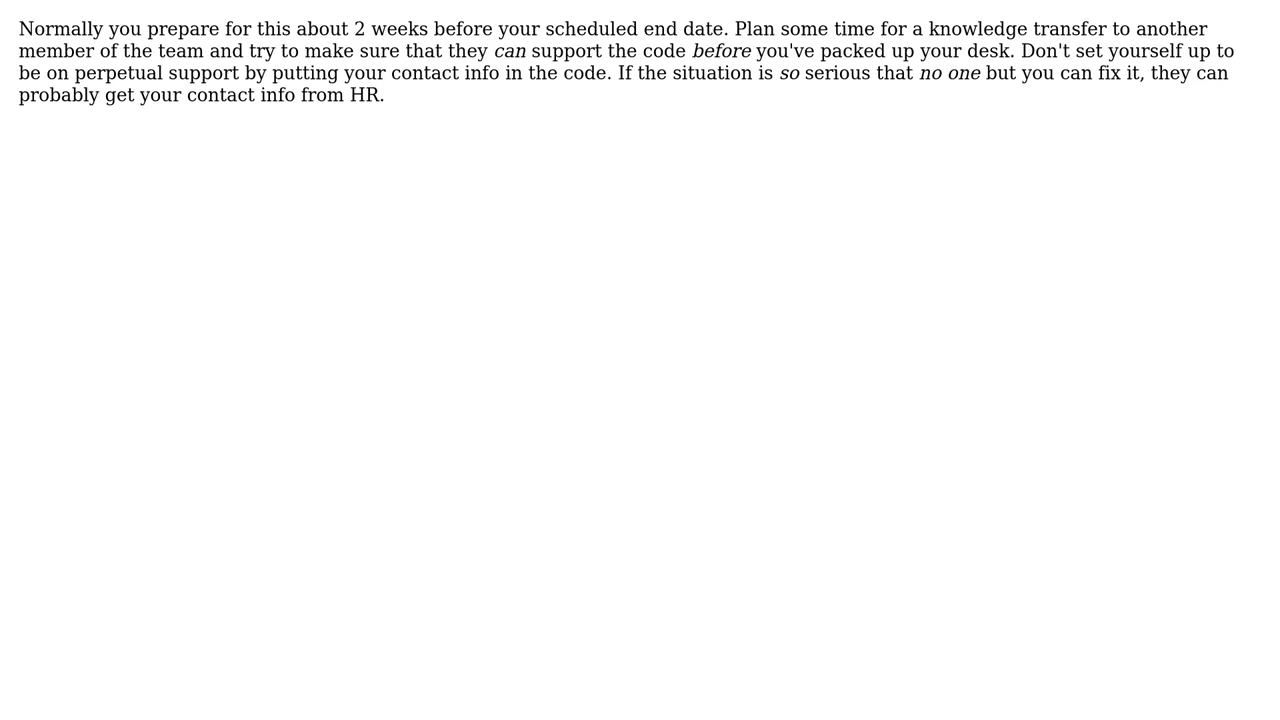 Normally you prepare for this about 2 weeks before your scheduled end date. Plan some time for a knowledge transfer to another
member of the team and try to make sure that they can support the code before you've packed up your desk. Don't set yourself up to
be on perpetual support by putting your contact info in the code. If the situation is so serious that no one but you can fix it, they can
probably get your contact info from HR.